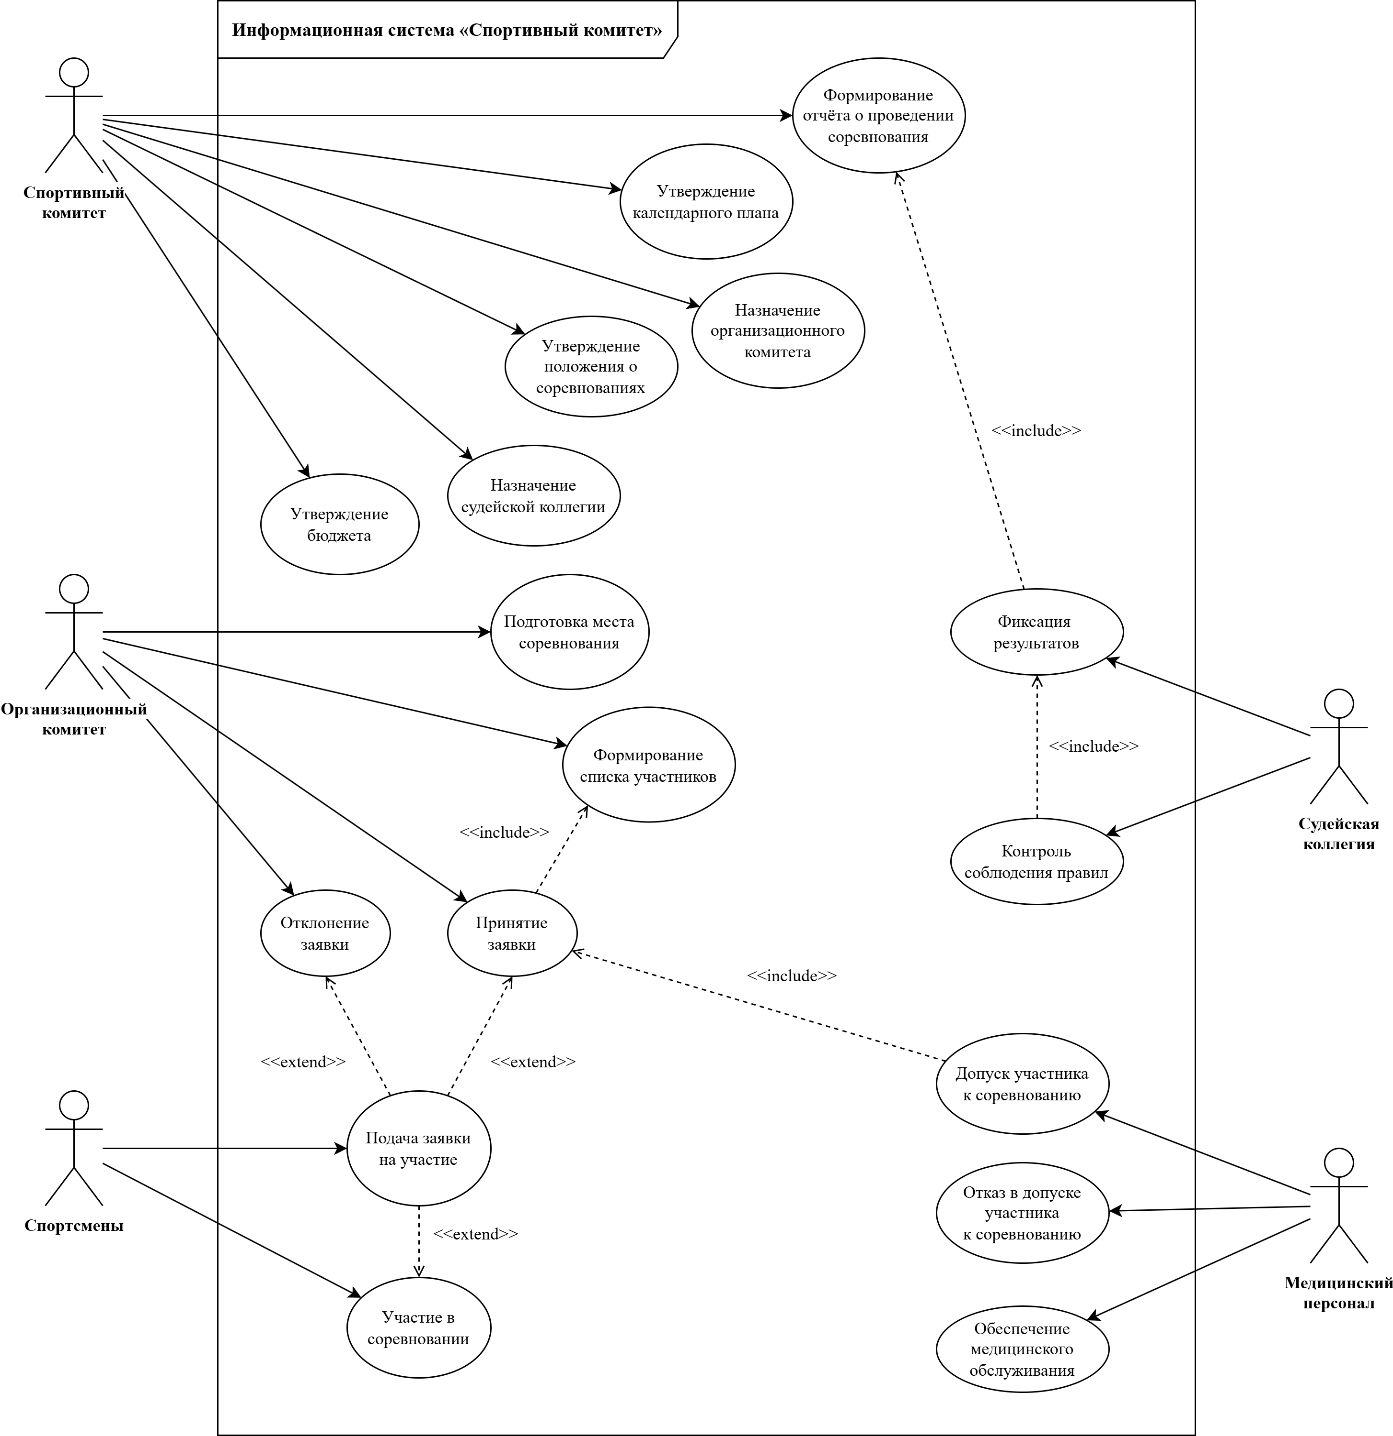 Информационная система «Спортивный комитет»
Формирование
отчёта о проведении
соревнования
Спортивный
комитет
Утверждение
календарного плана
Назначение
организационного
комитета
Утверждение
положения о
соревнованиях
<<include>>
Назначение
судейской коллегии
Утверждение
бюджета
Подготовка места
соревнования
Фиксация
результатов
Организационный
комитет
<<include>>
Формирование
списка участников
<<include>>
Судейская
коллегия
Контроль
соблюдения правил
Отклонение
заявки
Принятие
заявки
<<include>>
<<extend>>
<<extend>>
Допуск участника
к соревнованию
Подача заявки
на участие
Спортсмены
Отказ в допуске
участника
к соревнованию
<<extend>>
Медицинский
персонал
Участие в
соревновании
Обеспечение
медицинского
обслуживания